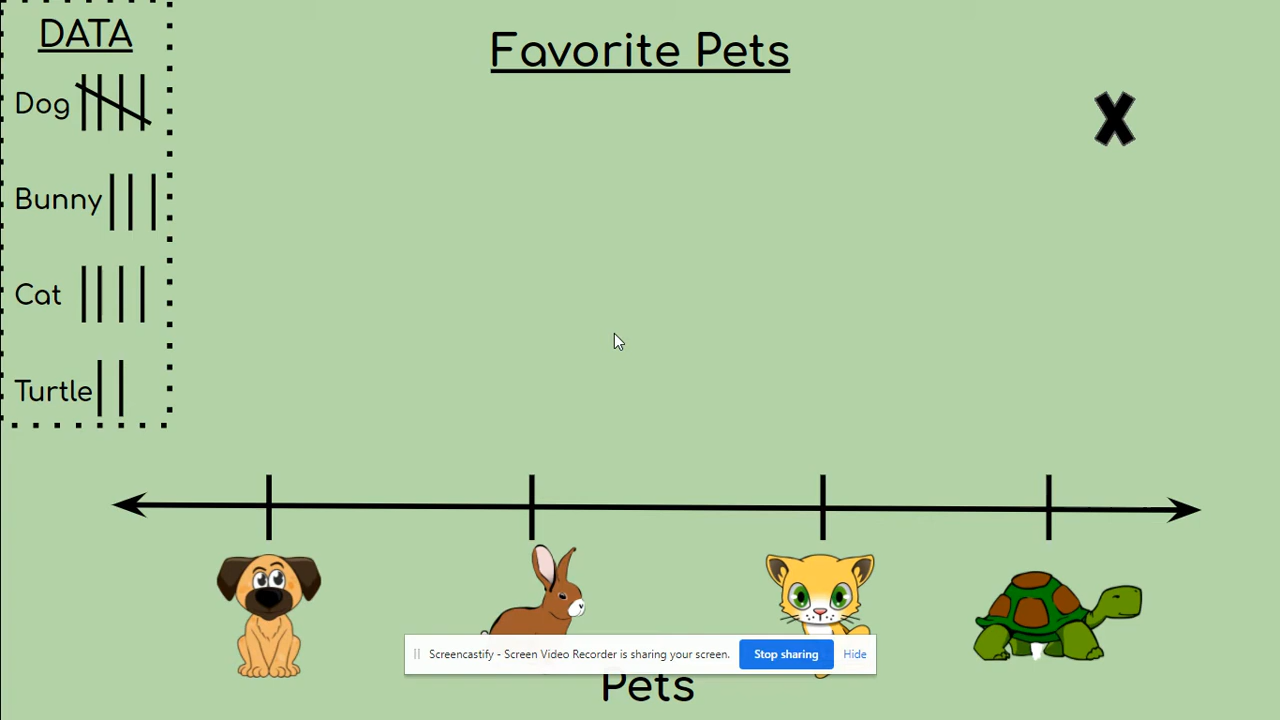 DATA
Favorite Pets
X
Dog
Bunny
Cat
Turtle
Screencastify - Screen Video Recorder is sharing your screen.
Stop sharing
Hide
Pets